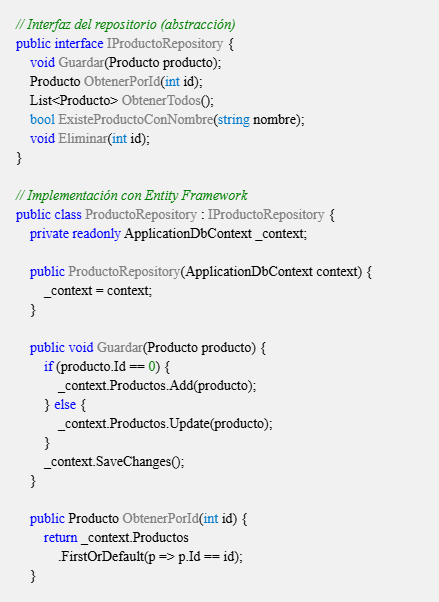 // Interfaz del repositorio (abstracción)
public interface IProductoRepository {
    void Guardar(Producto producto);
    Producto ObtenerPorId(int id);
    List<Producto> ObtenerTodos();
    bool ExisteProductoConNombre(string nombre);
    void Eliminar(int id);
}

// Implementación con Entity Framework
public class ProductoRepository : IProductoRepository {
    private readonly ApplicationDbContext _context;

    public ProductoRepository(ApplicationDbContext context) {
        _context = context;
    }

    public void Guardar(Producto producto) {
        if (producto.Id == 0) {
            _context.Productos.Add(producto);
        } else {
            _context.Productos.Update(producto);
        }
        _context.SaveChanges();
    }

    public Producto ObtenerPorId(int id) {
        return _context.Productos
            .FirstOrDefault(p => p.Id == id);
    }